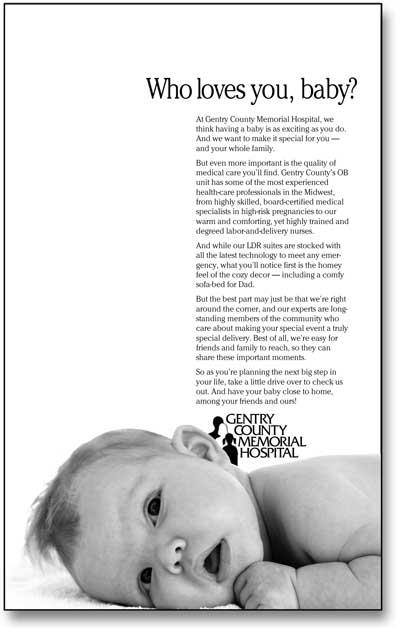 Who loves you, baby?
At Gentry County Memorial Hospital, we
think having a baby is as exciting as you do.
And we want to make it special for you —
and your whole family.
But even more important is the quality of
medical care you'll find. Gentry County's OB
unit has some of the most experienced
health-care professionals in the Midwest,
from highly skilled, board-certified medical
specialists in high-risk pregnancies to our
warm and comforting, yet highly trained and
degreed labor-and-delivery nurses.
And while our LDR suites are stocked with
all the latest technology to meet any emer-
gency, what you'll notice first is the homey
feel of the cozy decor — including a comfy
sofa-bed for Dad.
But the best part may just be that we're right
around the corner, and our experts are long-
standing members of the community who
care about making your special event a truly
special delivery. Best of all, we're easy for
friends and family to reach, so they can
share these important moments.
So as you're planning the next big step in
your life, take a little drive over to check us
out. And have your baby close to home,
among your friends and ours!
GENTRY
COUNTY
MEMORIAL
HOSPITAL